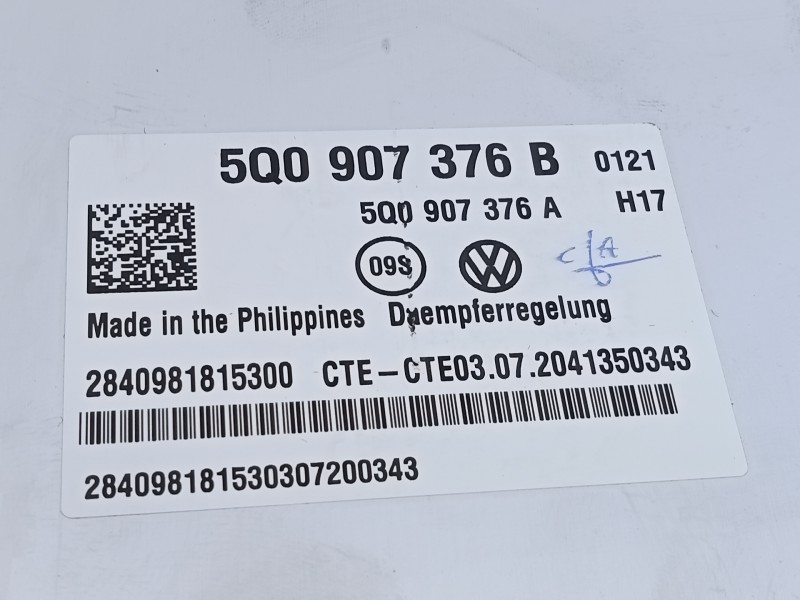 5Q0 907 376 B 0121
5Q0 907 376 A H17
09S
Made in the Philippines Daempferregelung
2840981815300 CTE-CTE03.07.2041350343
284098181530307200343